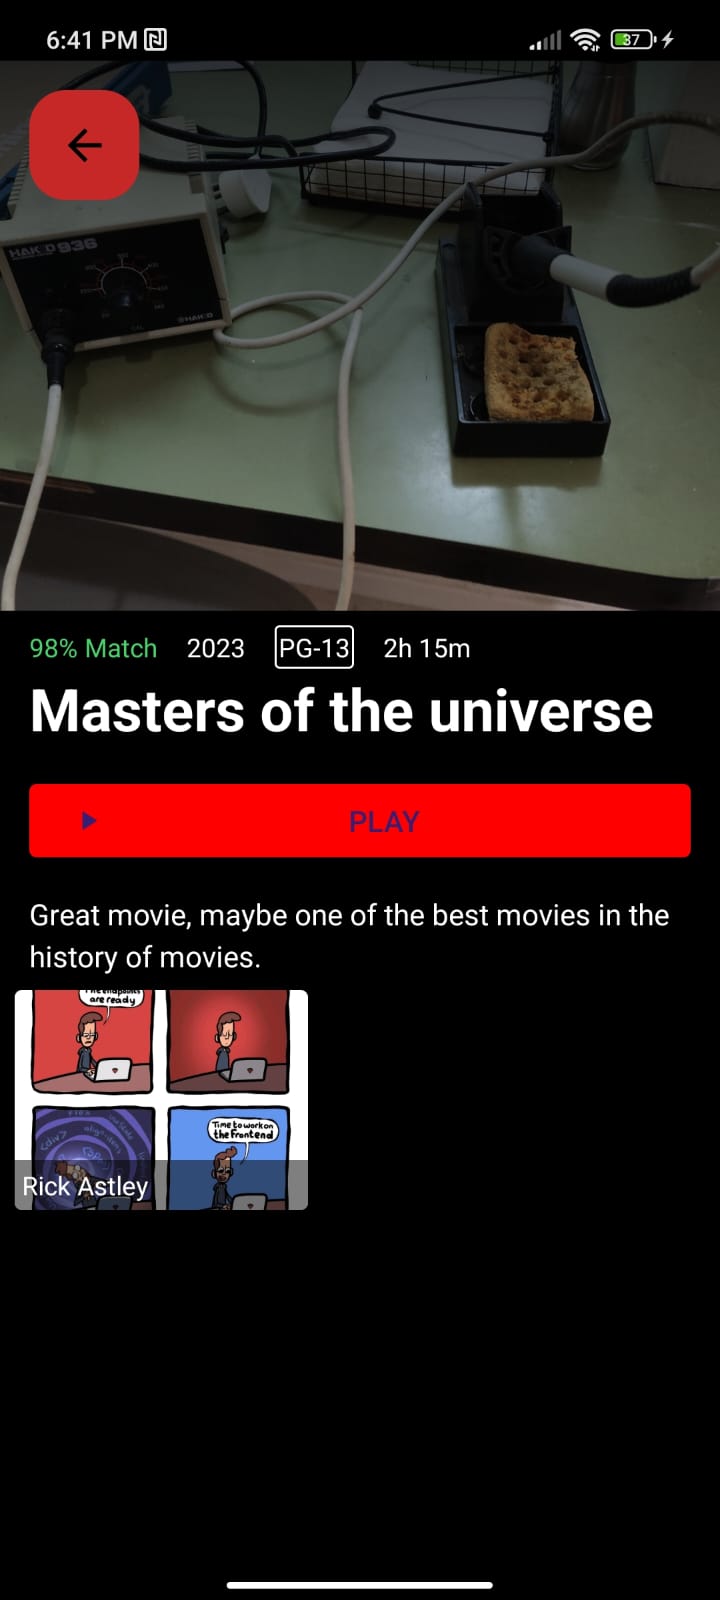 6:41 PM
37
HAKKO 936
HAKKO
98% Match 2023 PG-13 2h 15m
Masters of the universe
PLAY
Great movie, maybe one of the best movies in the
history of movies.
are ready
<div>
Time to work on
the Frontend
Rick Astley